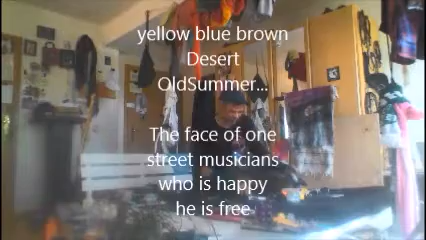 yellow blue brown
Desert
OldSummer...
The face of one
street musicians
who is happy
he is free